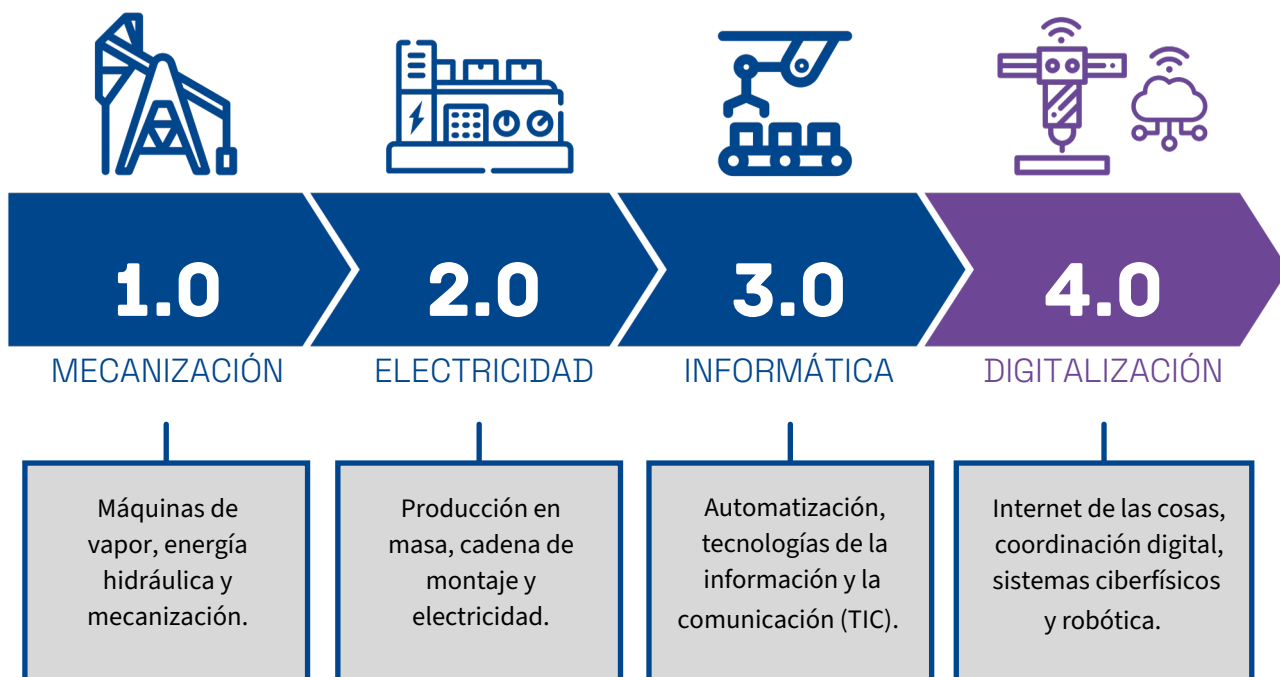 1.0
2.0
3.0
4.0
MECANIZACIÓN
ELECTRICIDAD
INFORMÁTICA
DIGITALIZACIÓN
Máquinas de
vapor, energía
hidráulica y
mecanización.
Producción en
masa, cadena de
montaje y
electricidad.
Automatización,
tecnologías de la
información y la
comunicación (TIC).
Internet de las cosas,
coordinación digital,
sistemas ciberfísicos
y robótica.